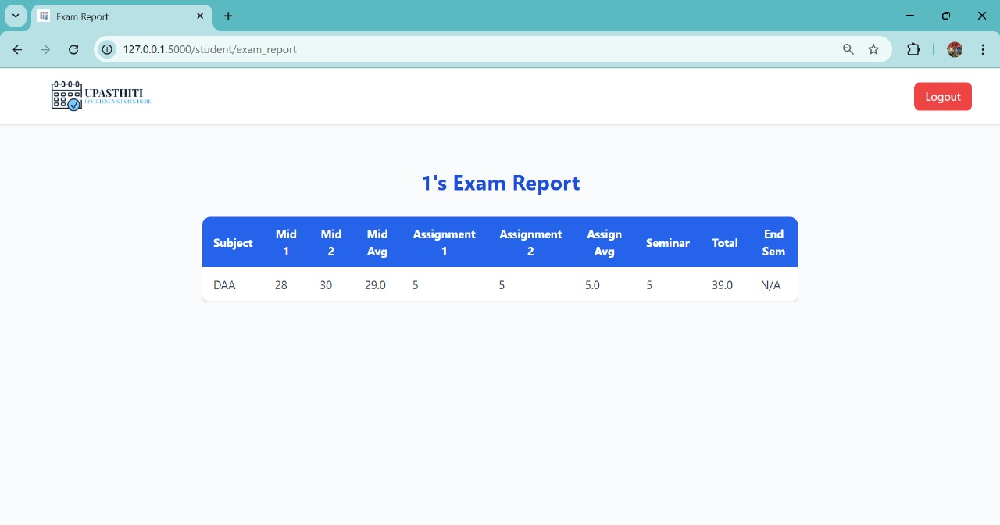 Exam Report
127.0.0.1:5000/student/exam_report
UPASTHITI
EFFICIENCY STARTS HERE
Logout
1's Exam Report
Subject Mid 1 Mid 2 Mid Avg Assignment 1 Assignment 2 Assign Avg Seminar Total End Sem
DAA 28 30 29.0 5 5 5.0 5 39.0 N/A